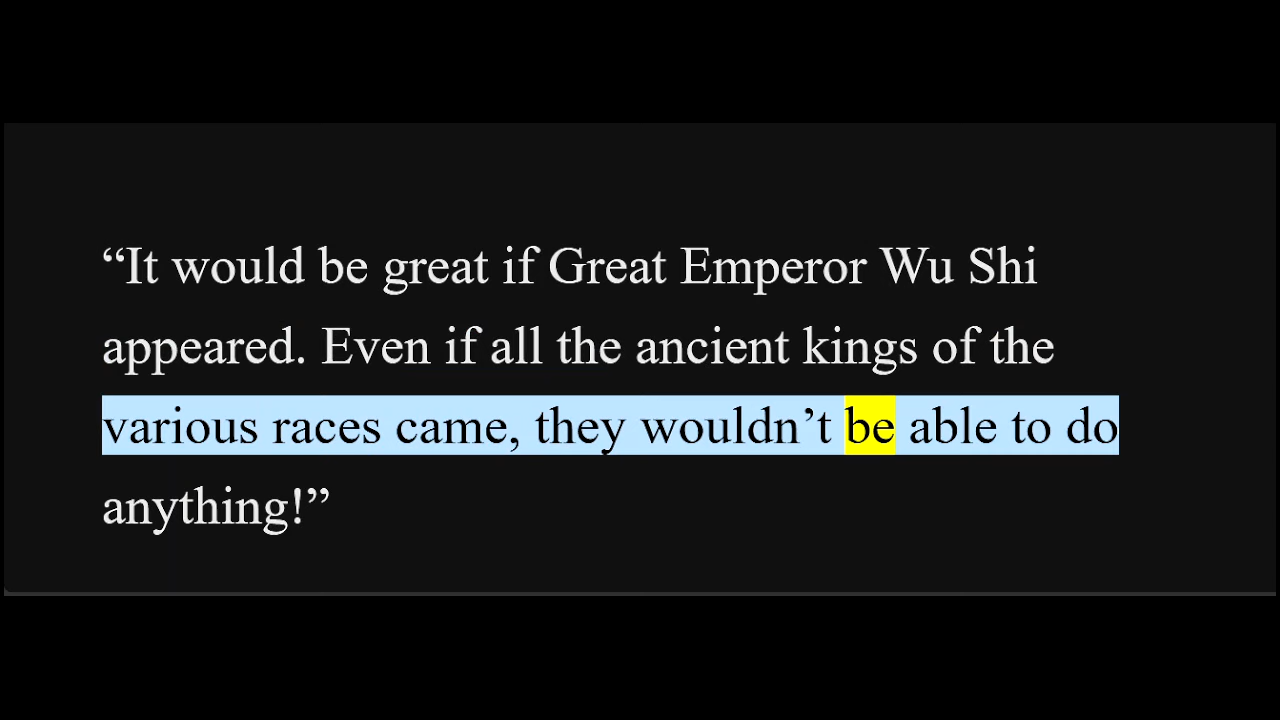 “It would be great if Great Emperor Wu Shi
appeared. Even if all the ancient kings of the
various races came, they wouldn’t be able to do
anything!”